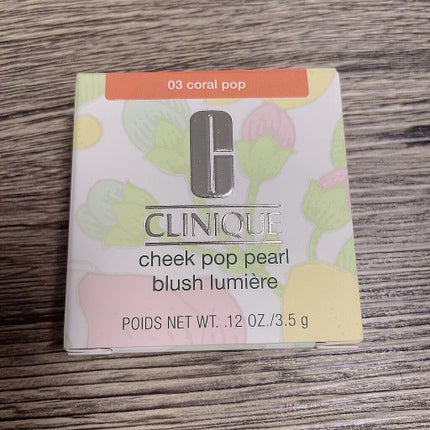 03 coral pop
CLINIQUE
cheek pop pearl
blush lumière
POIDS NET WT. .12 OZ./3.5 g